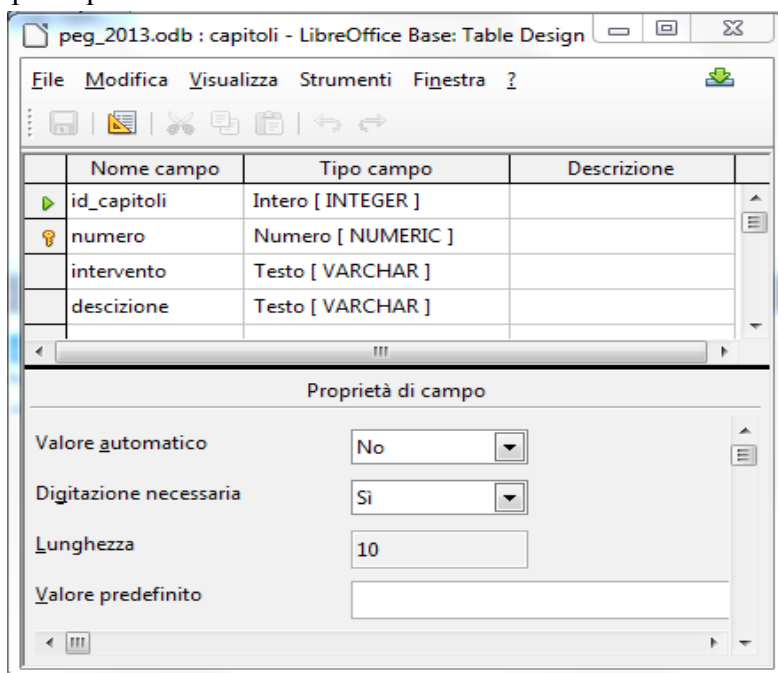 peg_2013.odb : capitoli - LibreOffice Base: Table Design
File Modifica Visualizza Strumenti Finestra ?
Nome campo Tipo campo Descrizione
id_capitoli Intero [ INTEGER ]
numero Numero [ NUMERIC ]
intervento Testo [ VARCHAR ]
descizione Testo [ VARCHAR ]
Proprietà di campo
Valore automatico No
Digitazione necessaria Sì
Lunghezza 10
Valore predefinito